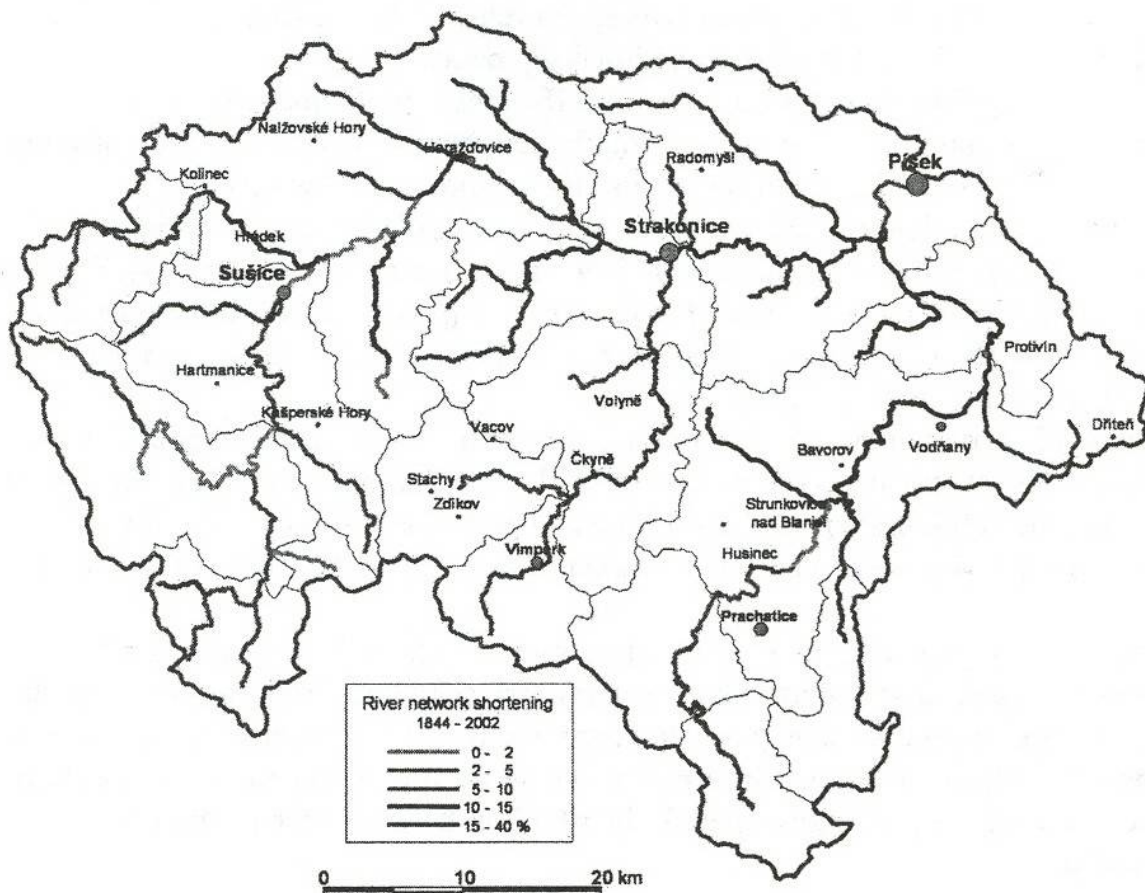 Nalžovské Hory
Horažďovice
Radomyšl
Písek
Kolinec
Hrádek
Strakonice
Sušice
Hartmanice
Protivín
Volyně
Kašperské Hory
Vacov
Bavorov
Vodňany
Dříteň
Čkyně
Stachy
Zdíkov
Strunkovice
nad Blanicí
Vimperk
Husinec
Prachatice
River network shortening
1844 - 2002
0 - 2
2 - 5
5 - 10
10 - 15
15 - 40 %
0 10 20 km